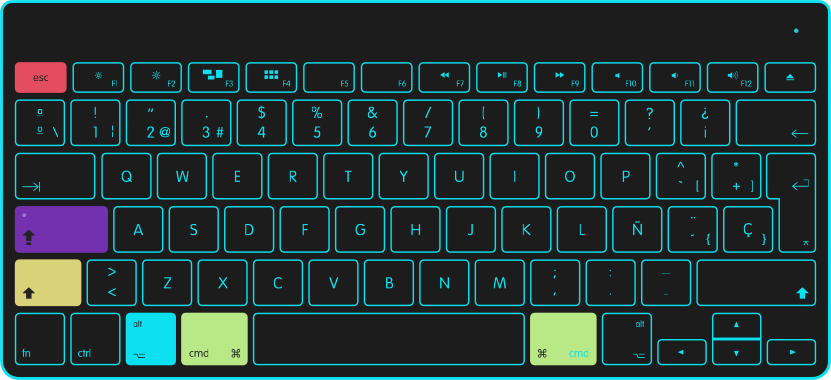 esc F1 F2 F3 F4 F5 F6 F7 F8 F9 F10 F11 F12
ª ! “ . $ % & / ( ) = ? ¿
º \ 1 ¦ 2 @ 3 # 4 5 6 7 8 9 0 ' ¡
Q W E R T Y U I O P ^ *
` [ + ]
A S D F G H J K L Ñ ¨ Ç
´ { }
> Z X C V B N M ; : _
< , . -
alt alt
fn ctrl ⌥ cmd ⌘ ⌘ cmd ⌥